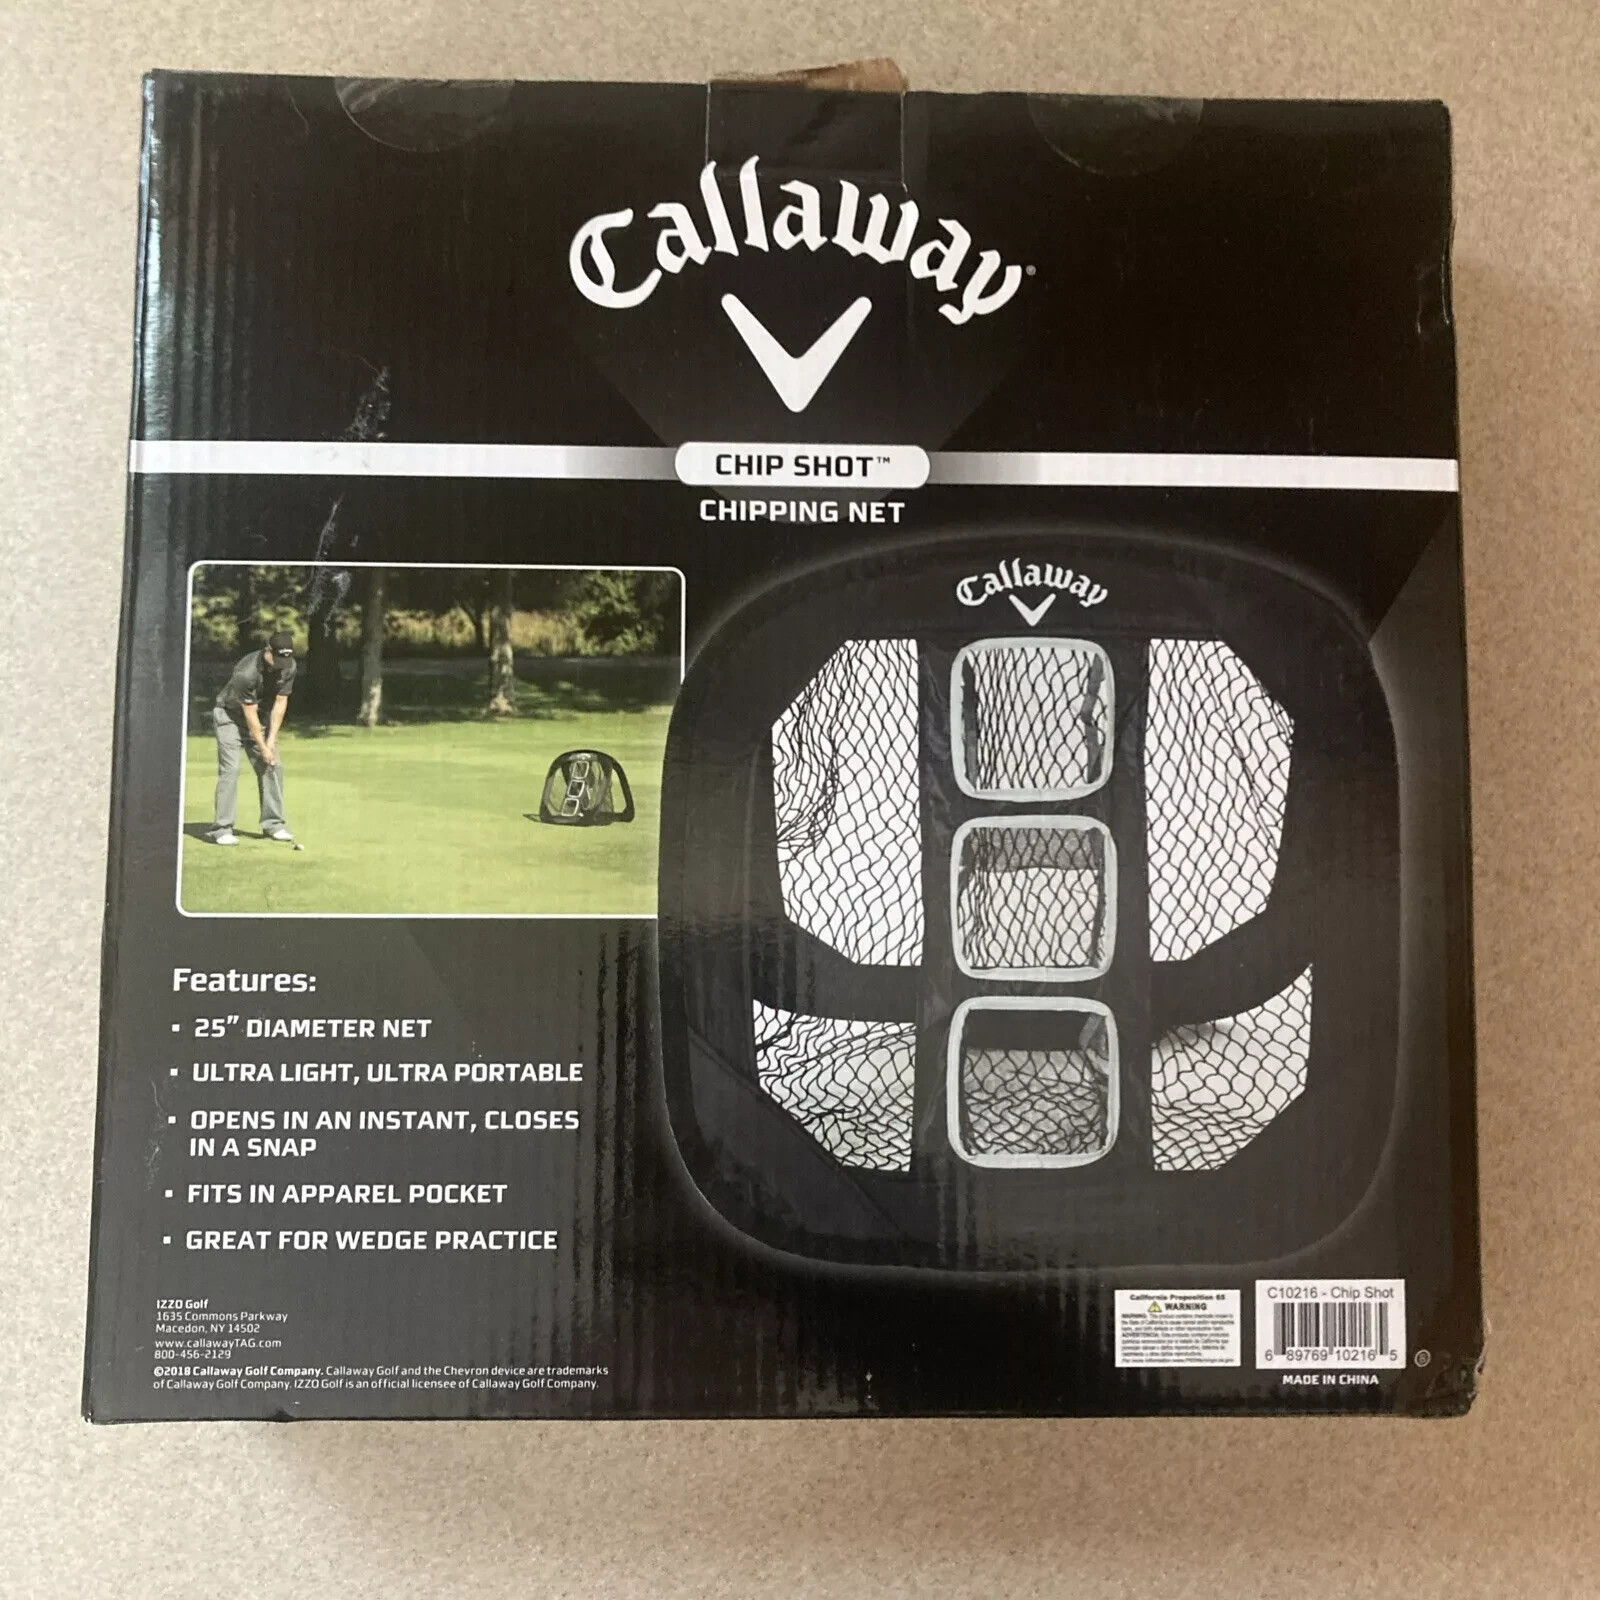 Callaway®
CHIP SHOT™
CHIPPING NET
Callaway
Features:
▪ 25" DIAMETER NET
▪ ULTRA LIGHT, ULTRA PORTABLE
▪ OPENS IN AN INSTANT, CLOSES
IN A SNAP
▪ FITS IN APPAREL POCKET
▪ GREAT FOR WEDGE PRACTICE
IZZO Golf
1635 Commons Parkway
Macedon, NY 14502
www.callawayTAG.com
800-456-2129
©2018 Callaway Golf Company. Callaway Golf and the Chevron device are trademarks
of Callaway Golf Company. IZZO Golf is an official licensee of Callaway Golf Company.
California Proposition 65
WARNING
C10216 - Chip Shot
6 89769 10216 5
MADE IN CHINA